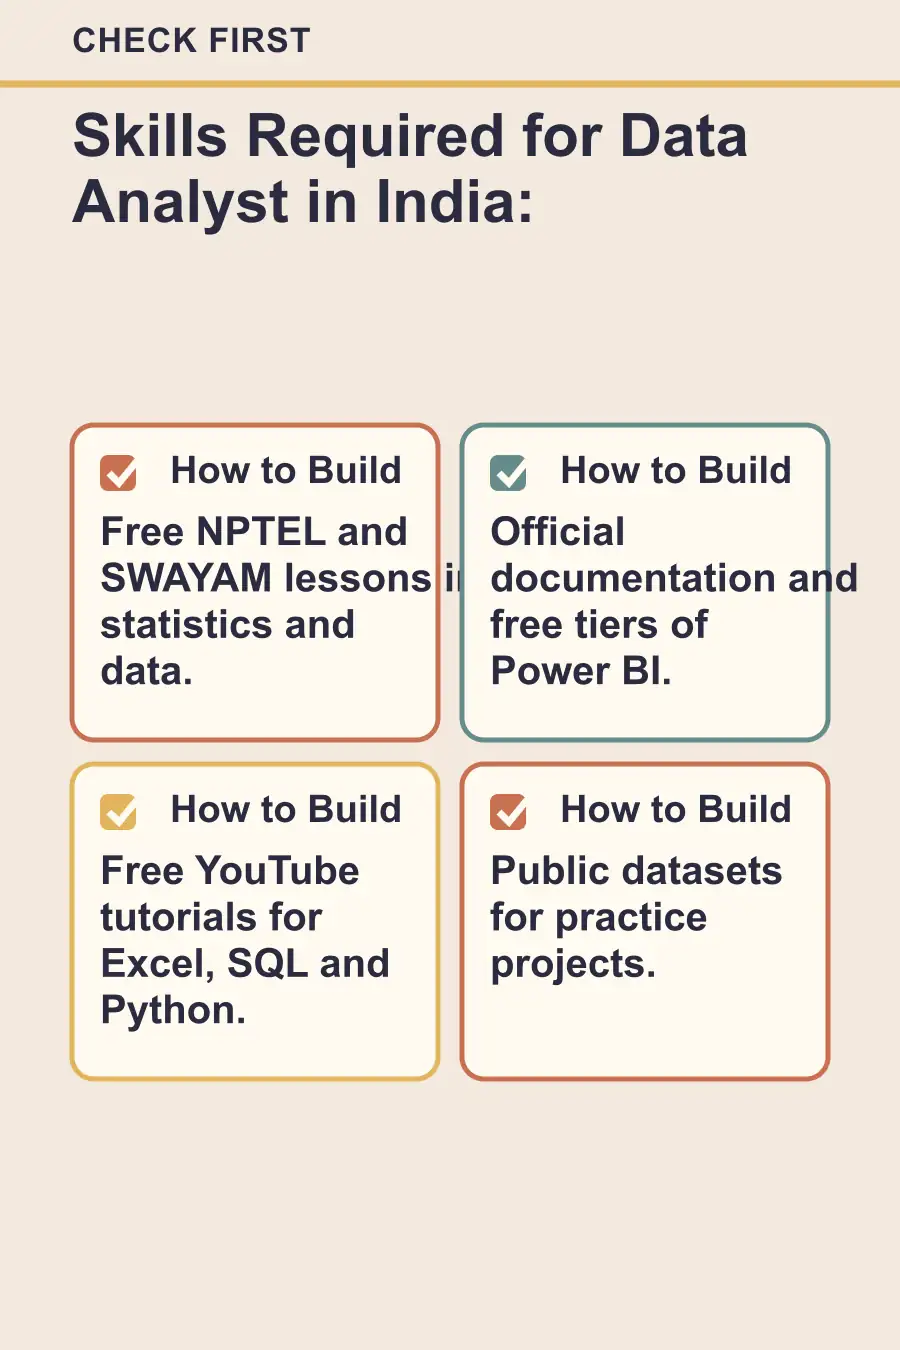 CHECK FIRST
Skills Required for Data
Analyst in India:
How to Build
Free NPTEL and
SWAYAM lessons
statistics and
data.
How to Build
Official
documentation and
free tiers of
Power BI.
How to Build
Free YouTube
tutorials for
Excel, SQL and
Python.
How to Build
Public datasets
for practice
projects.